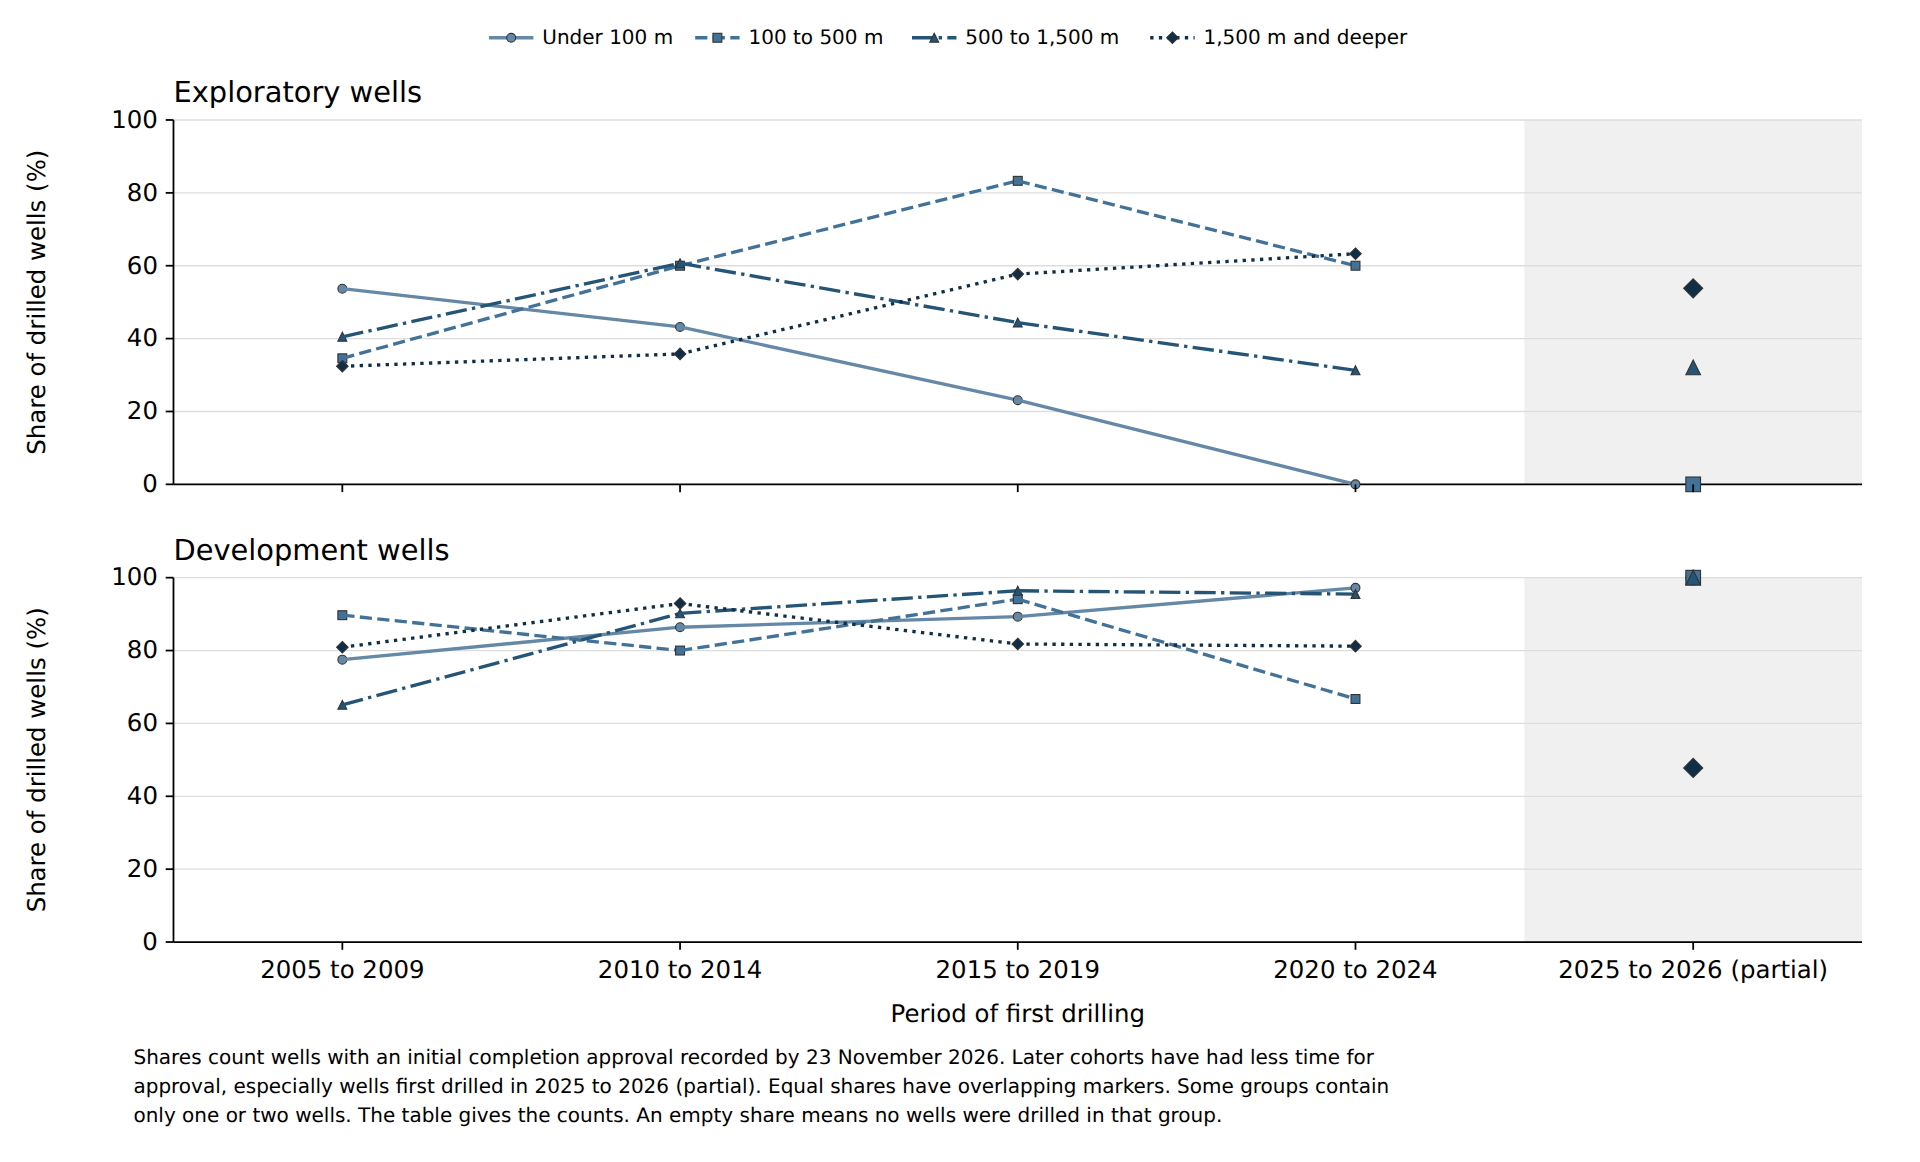 Under 100 m 100 to 500 m 500 to 1,500 m 1,500 m and deeper
Exploratory wells
100
80
60
40
20
0
Share of drilled wells (%)
Development wells
100
80
60
40
20
0
Share of drilled wells (%)
2005 to 2009 2010 to 2014 2015 to 2019 2020 to 2024 2025 to 2026 (partial)
Period of first drilling
Shares count wells with an initial completion approval recorded by 23 November 2026. Later cohorts have had less time for
approval, especially wells first drilled in 2025 to 2026 (partial). Equal shares have overlapping markers. Some groups contain
only one or two wells. The table gives the counts. An empty share means no wells were drilled in that group.